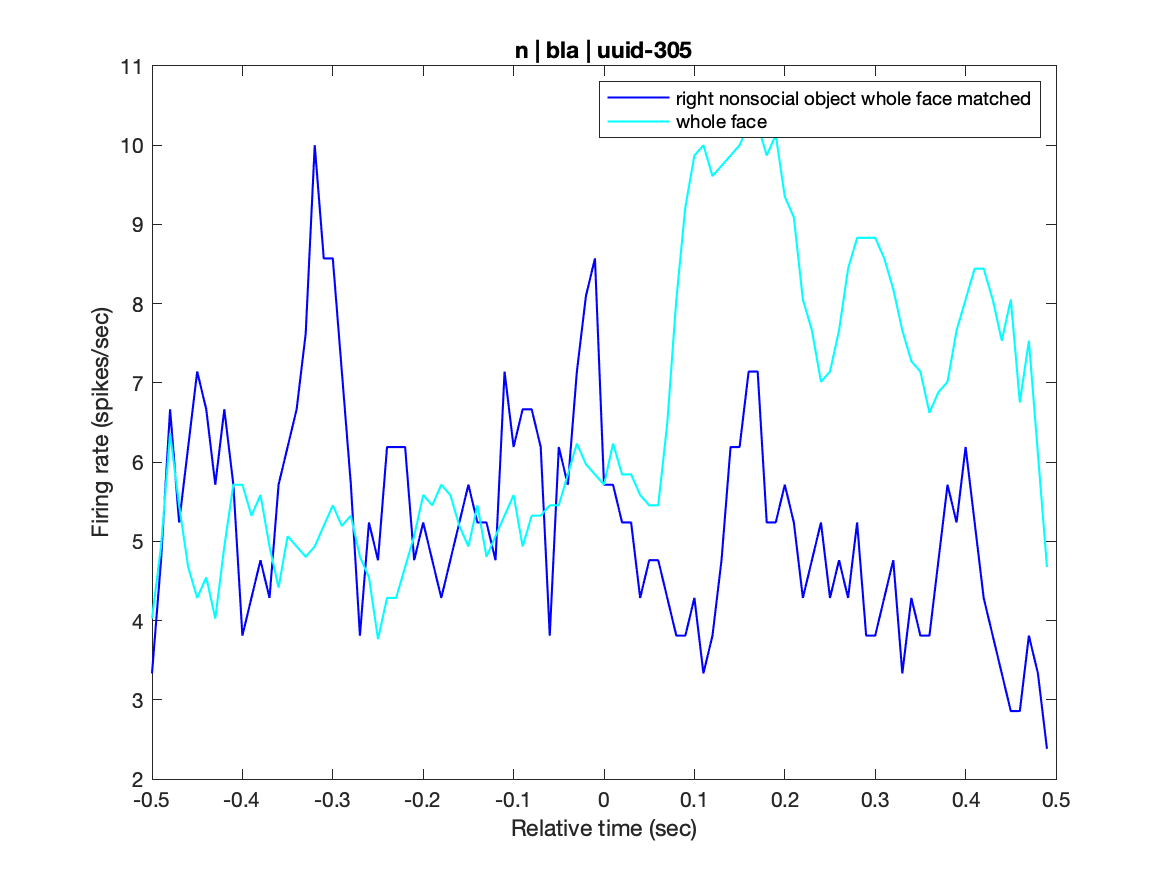 n | bla | uuid-305
right nonsocial object whole face matched
whole face
Firing rate (spikes/sec)
11
10
9
8
7
6
5
4
3
2
-0.5 -0.4 -0.3 -0.2 -0.1 0 0.1 0.2 0.3 0.4 0.5
Relative time (sec)